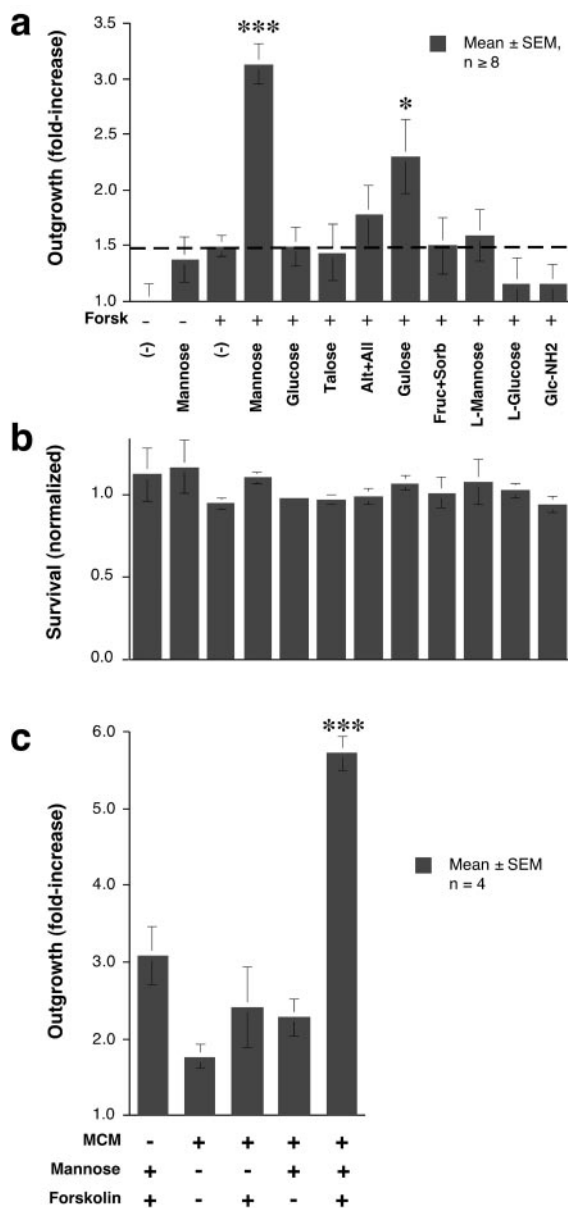 a
Outgrowth (fold-increase)
3.5
3.0
2.5
2.0
1.5
1.0
***
*
Mean ± SEM,
n ≥ 8
Forsk - - + + + + + + + + + +
(-)
Mannose
(-)
Mannose
Glucose
Talose
Alt+All
Gulose
Fruc+Sorb
L-Mannose
L-Glucose
Glc-NH2
b
Survival (normalized)
1.0
0.5
0.0
c
Outgrowth (fold-increase)
6.0
5.0
4.0
3.0
2.0
1.0
***
Mean ± SEM
n = 4
MCM - + + + +
Mannose + - - + +
Forskolin + - + - +